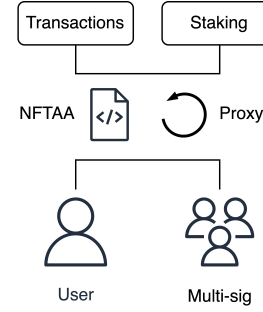 Transactions
Staking
NFTAA
</>
Proxy
User
Multi-sig